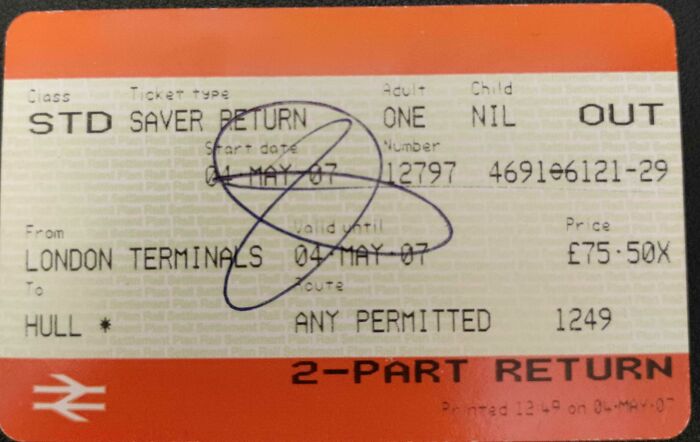 Class Ticket type Adult Child
STD SAVER RETURN ONE NIL OUT
Start date Number
04·MAY·07 12797 469106121-29
From Valid until Price
LONDON TERMINALS 04·MAY·07 £75·50X
To Route
HULL * ANY PERMITTED 1249
2-PART RETURN
Printed 12:49 on 04·MAY·07